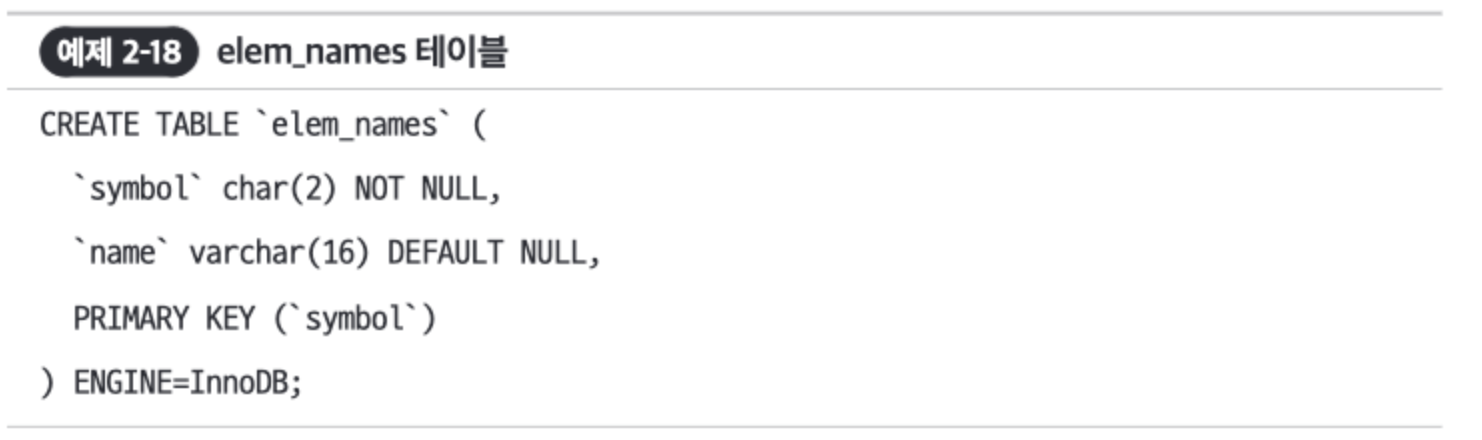 예제 2-18 elem_names 테이블
CREATE TABLE `elem_names` (
`symbol` char(2) NOT NULL,
`name` varchar(16) DEFAULT NULL,
PRIMARY KEY (`symbol`)
) ENGINE=InnoDB;